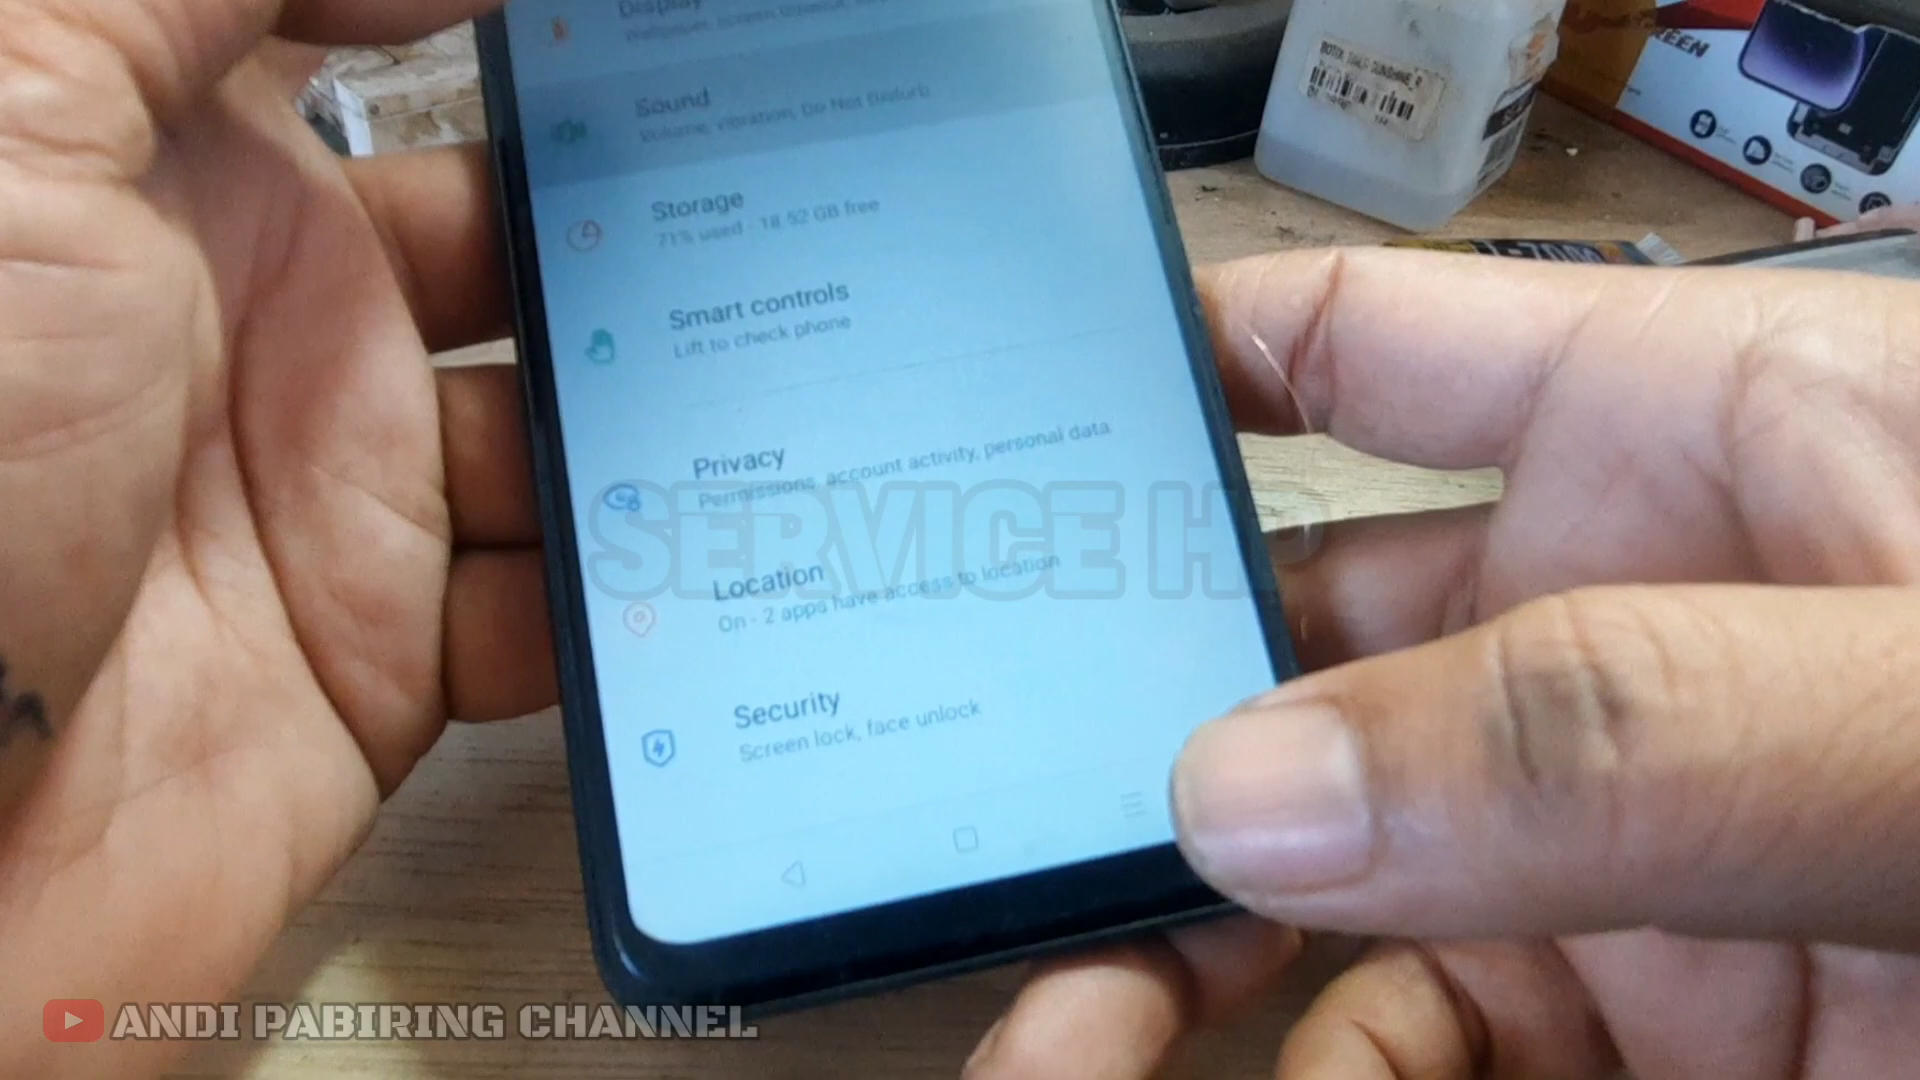 Display
Sound
Volume, vibration, Do Not Disturb
Storage
71% used - 18.52 GB free
Smart controls
Lift to check phone
Privacy
Permissions, account activity, personal data
Location
On - 2 apps have access to location
Security
Screen lock, face unlock
SERVICE HP
ANDI PABIRING CHANNEL